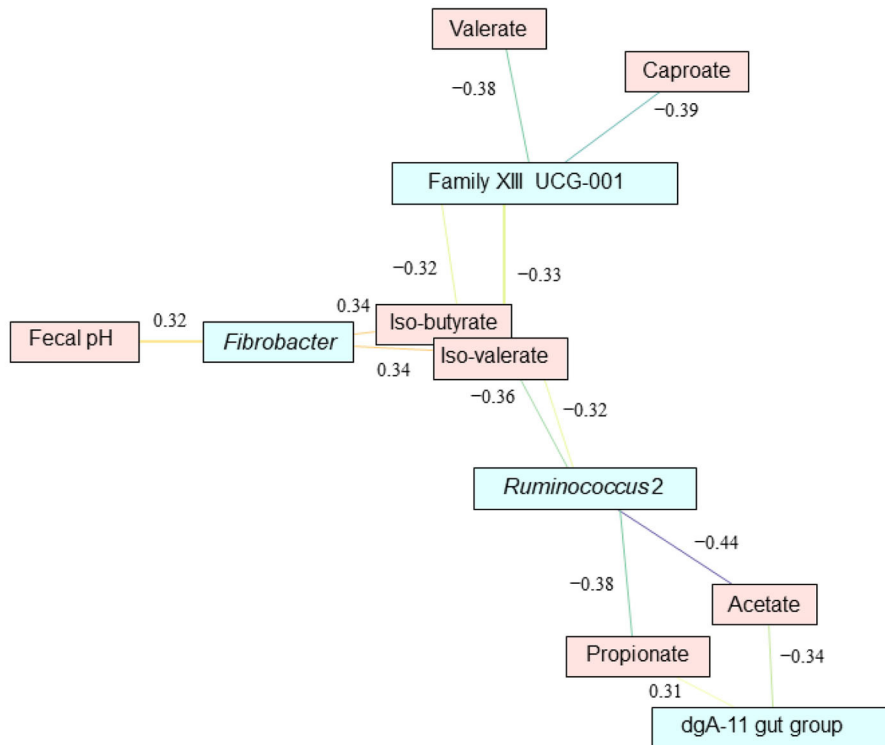 Valerate
Caproate
−0.38
−0.39
Family XIII UCG-001
−0.32
−0.33
0.34
Iso-butyrate
0.32
Fecal pH
Fibrobacter
Iso-valerate
0.34
−0.36
−0.32
Ruminococcus 2
−0.44
−0.38
Acetate
Propionate
−0.34
0.31
dgA-11 gut group